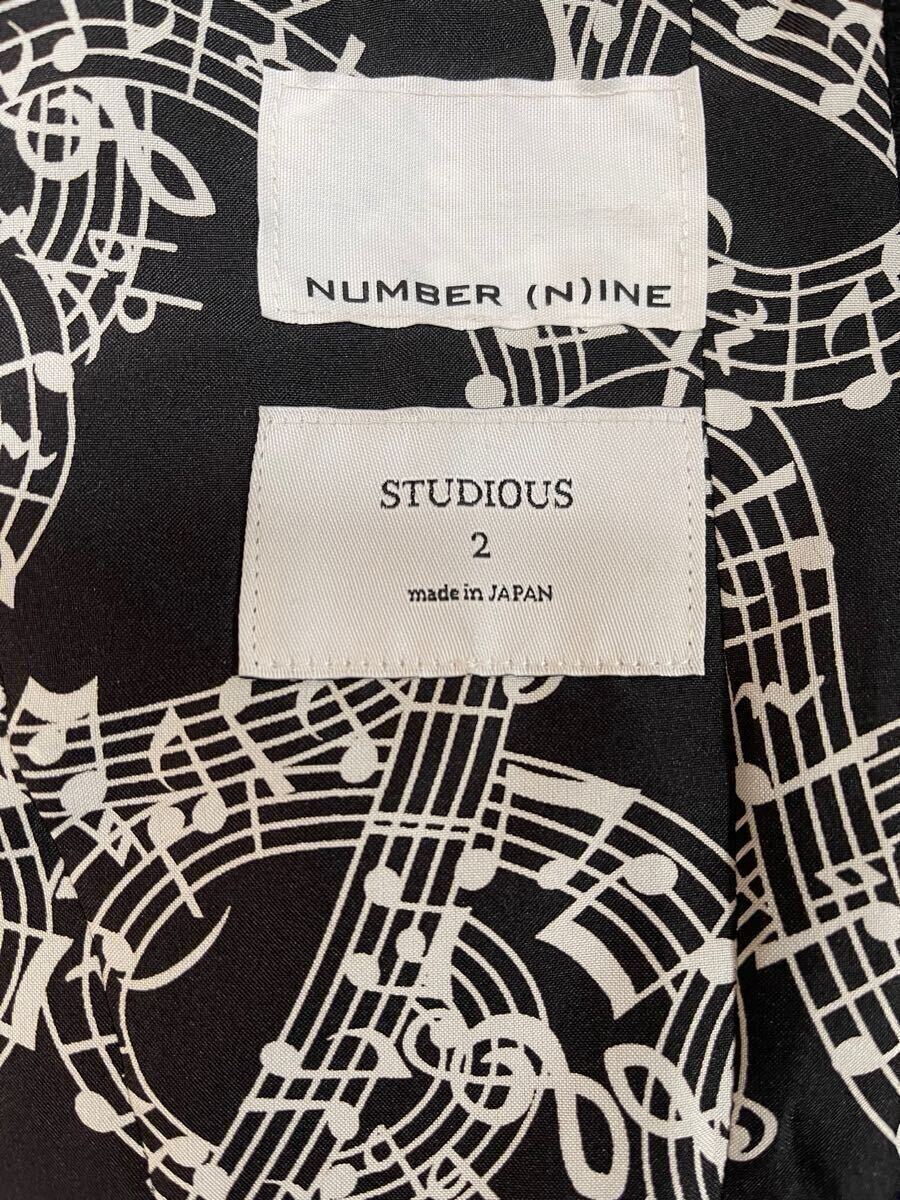 NUMBER (N)INE
STUDIOUS
2
made in JAPAN